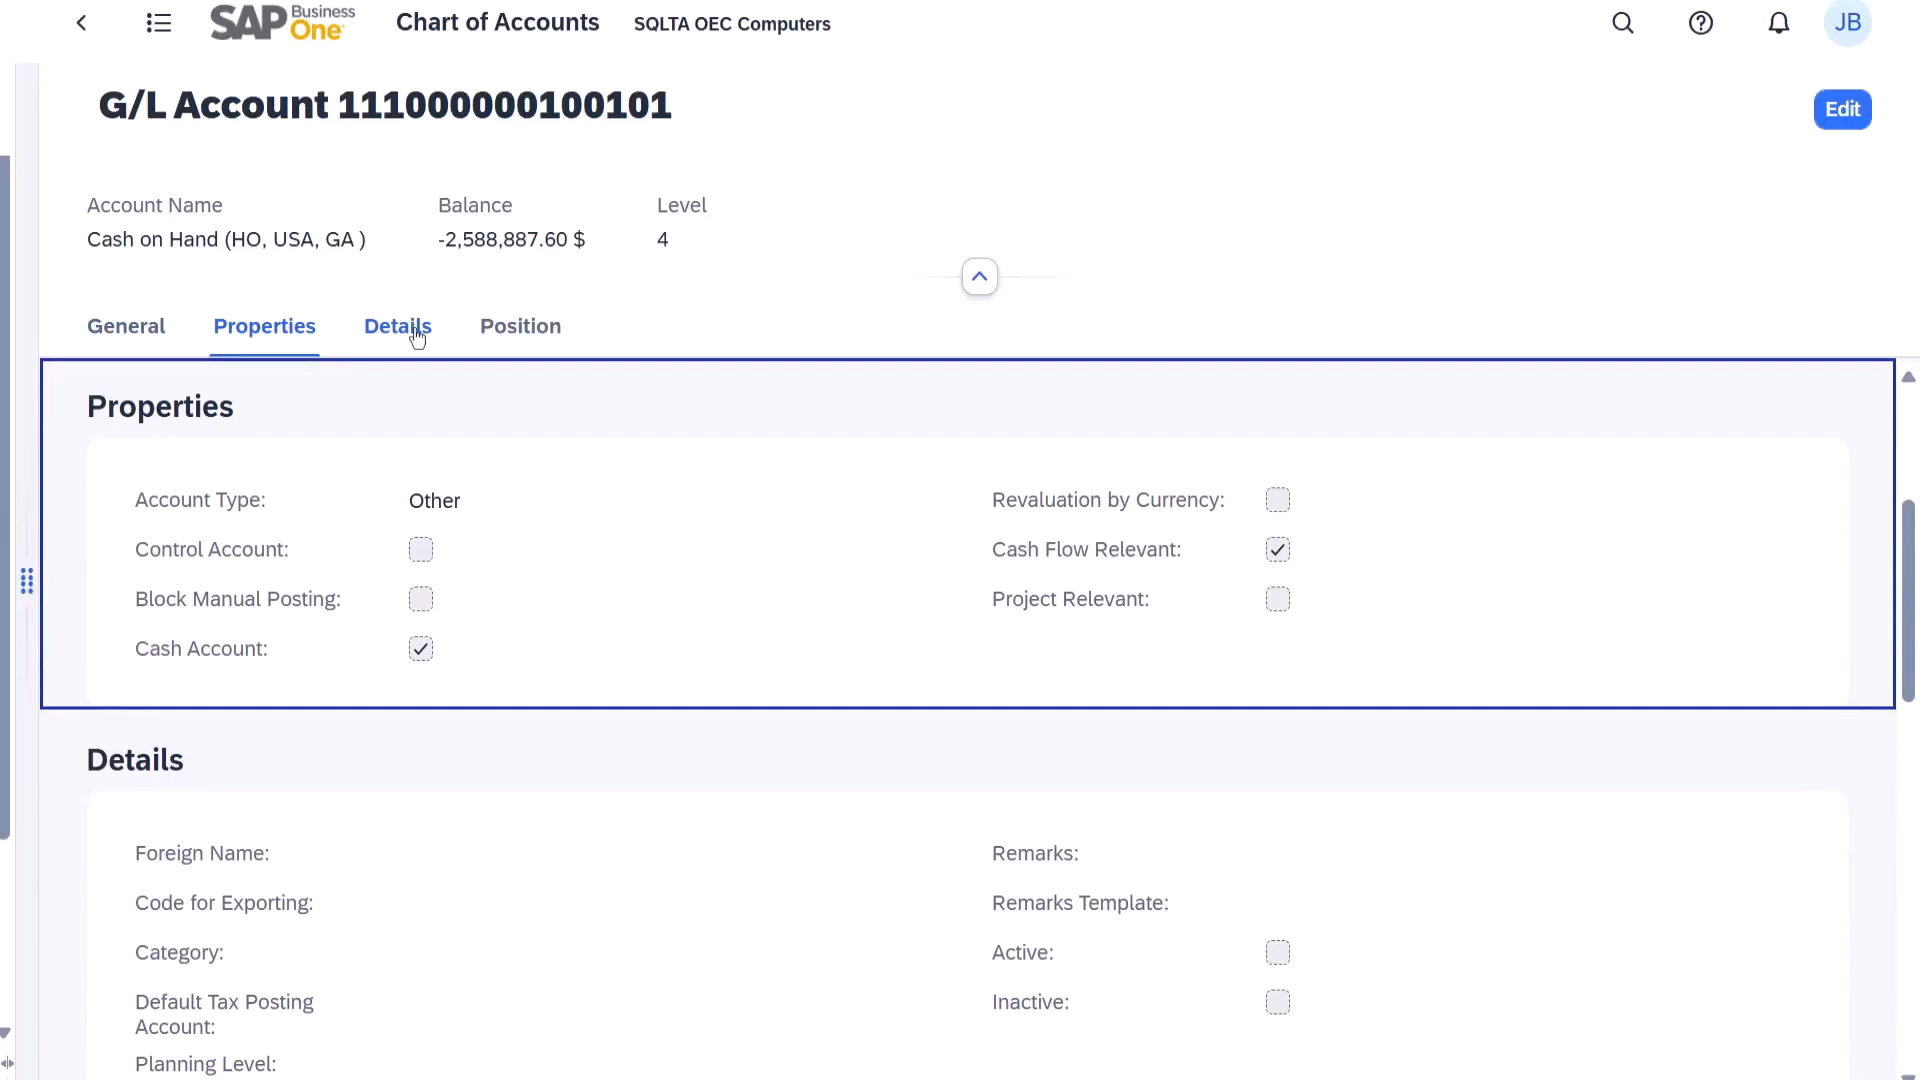 SAP Business One
Chart of Accounts SQLTA OEC Computers JB
G/L Account 111000000100101
Edit
Account Name Balance Level
Cash on Hand (HO, USA, GA ) -2,588,887.60 $ 4
General Properties Details Position
Properties
Account Type: Other Revaluation by Currency:
Control Account: Cash Flow Relevant:
Block Manual Posting: Project Relevant:
Cash Account:
Details
Foreign Name: Remarks:
Code for Exporting: Remarks Template:
Category: Active:
Default Tax Posting Inactive:
Account:
Planning Level: